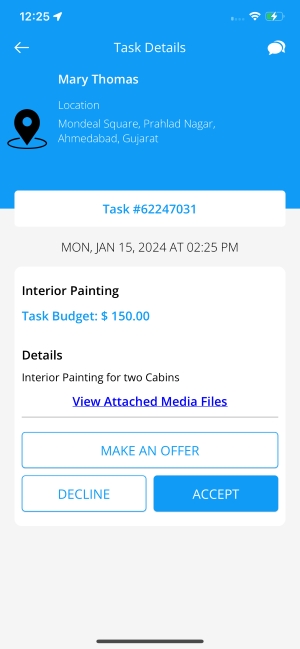 12:25
Task Details
Mary Thomas
Location
Mondeal Square, Prahlad Nagar,
Ahmedabad, Gujarat
Task #62247031
MON, JAN 15, 2024 AT 02:25 PM
Interior Painting
Task Budget: $ 150.00
Details
Interior Painting for two Cabins
View Attached Media Files
MAKE AN OFFER
DECLINE
ACCEPT